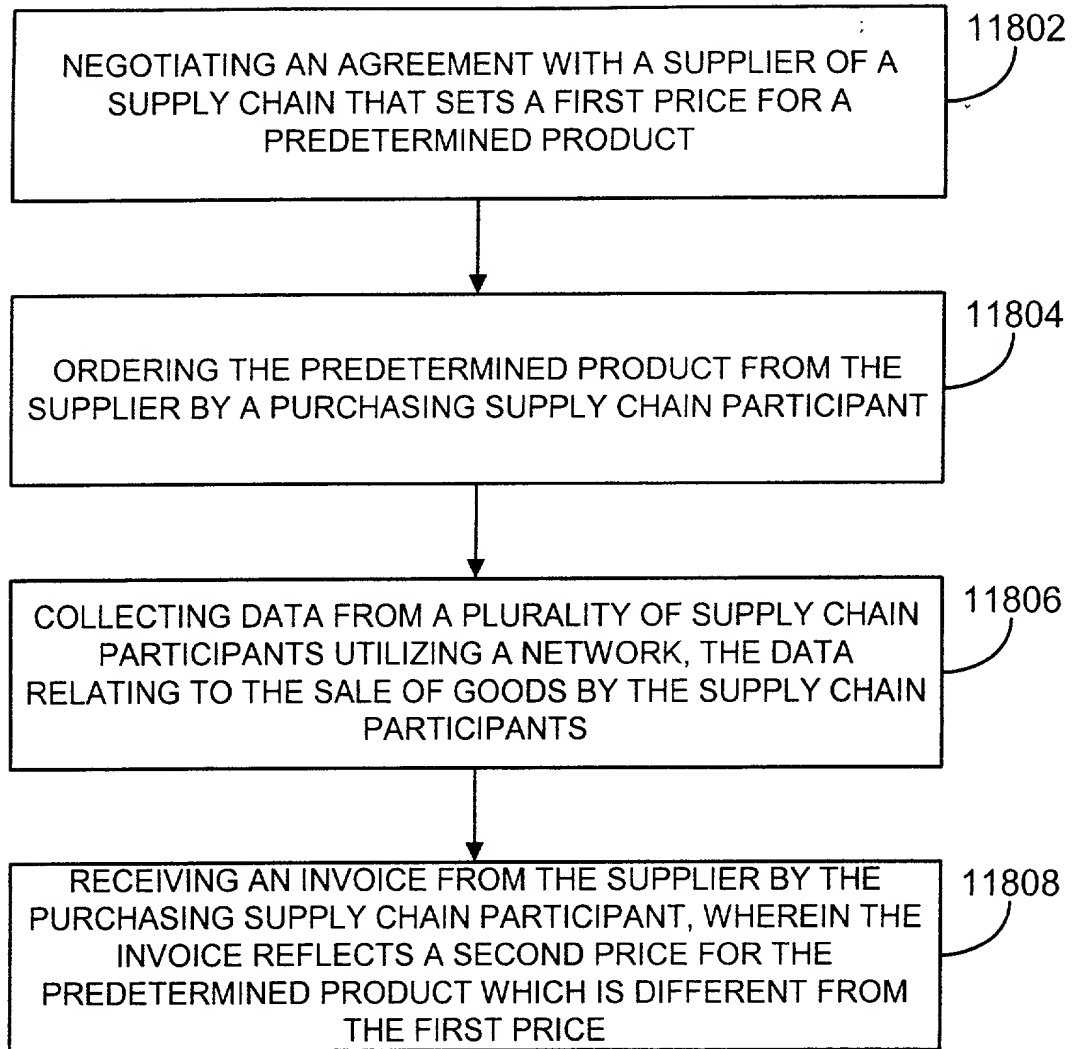 11802
NEGOTIATING AN AGREEMENT WITH A SUPPLIER OF A
SUPPLY CHAIN THAT SETS A FIRST PRICE FOR A
PREDETERMINED PRODUCT
11804
ORDERING THE PREDETERMINED PRODUCT FROM THE
SUPPLIER BY A PURCHASING SUPPLY CHAIN PARTICIPANT
11806
COLLECTING DATA FROM A PLURALITY OF SUPPLY CHAIN
PARTICIPANTS UTILIZING A NETWORK, THE DATA
RELATING TO THE SALE OF GOODS BY THE SUPPLY CHAIN
PARTICIPANTS
11808
RECEIVING AN INVOICE FROM THE SUPPLIER BY THE
PURCHASING SUPPLY CHAIN PARTICIPANT, WHEREIN THE
INVOICE REFLECTS A SECOND PRICE FOR THE
PREDETERMINED PRODUCT WHICH IS DIFFERENT FROM
THE FIRST PRICE